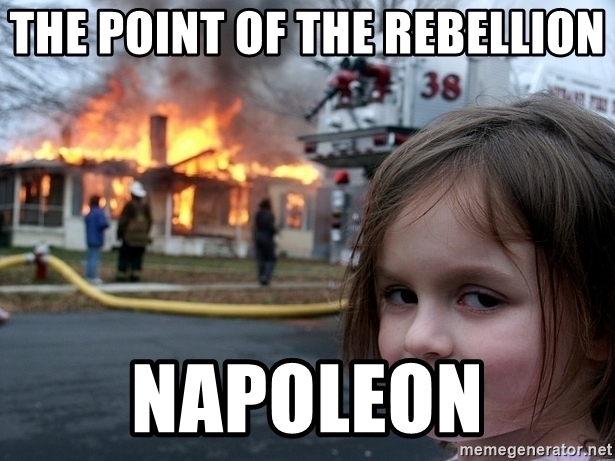 THE POINT OF THE REBELLION
38
NAPOLEON
memegenerator.net